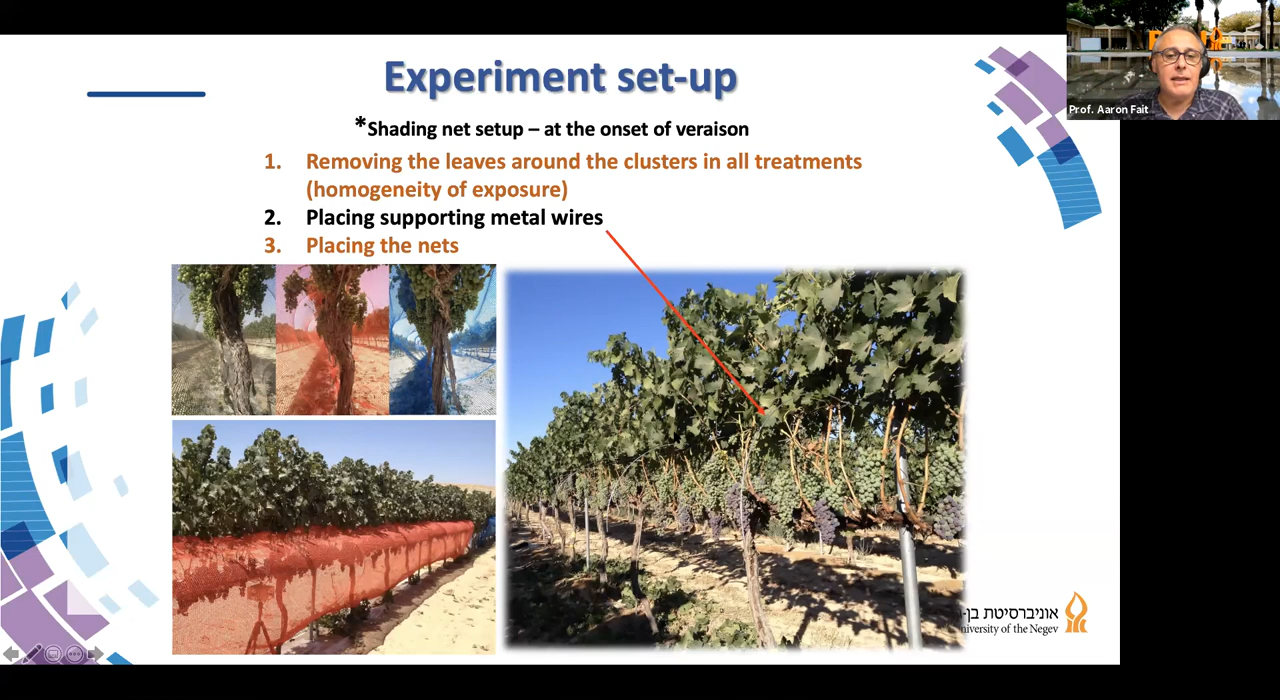 Experiment set-up
*Shading net setup – at the onset of veraison
1. Removing the leaves around the clusters in all treatments
(homogeneity of exposure)
2. Placing supporting metal wires
3. Placing the nets
Prof. Aaron Fait
אוניברסיטת בן-
University of the Negev